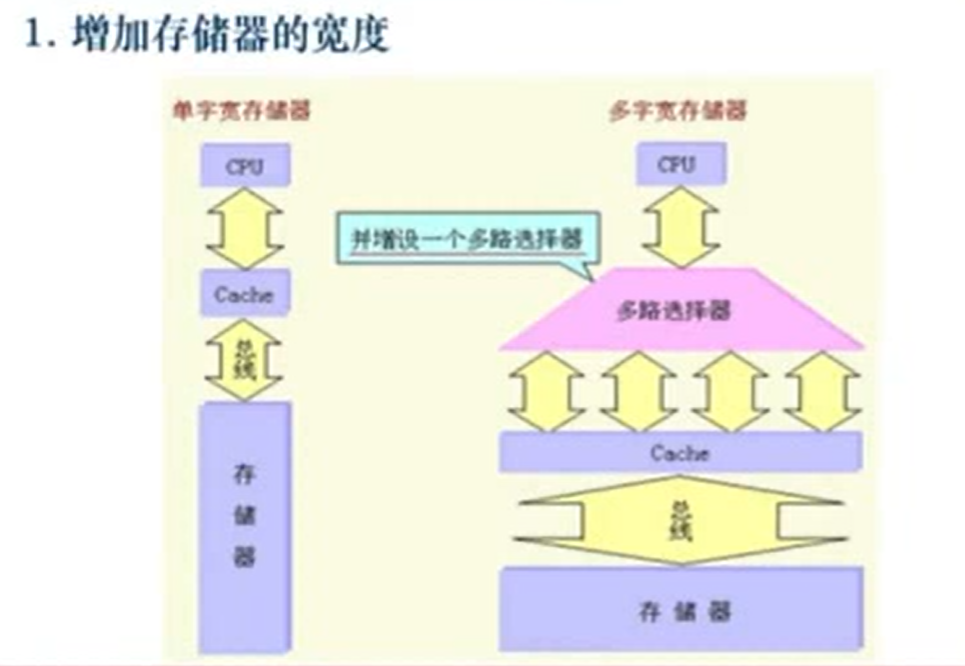 1. 增加存储器的宽度
单字宽存储器
多字宽存储器
CPU
CPU
并增设一个多路选择器
Cache
多路选择器
总线
Cache
总线
存储器
存储器